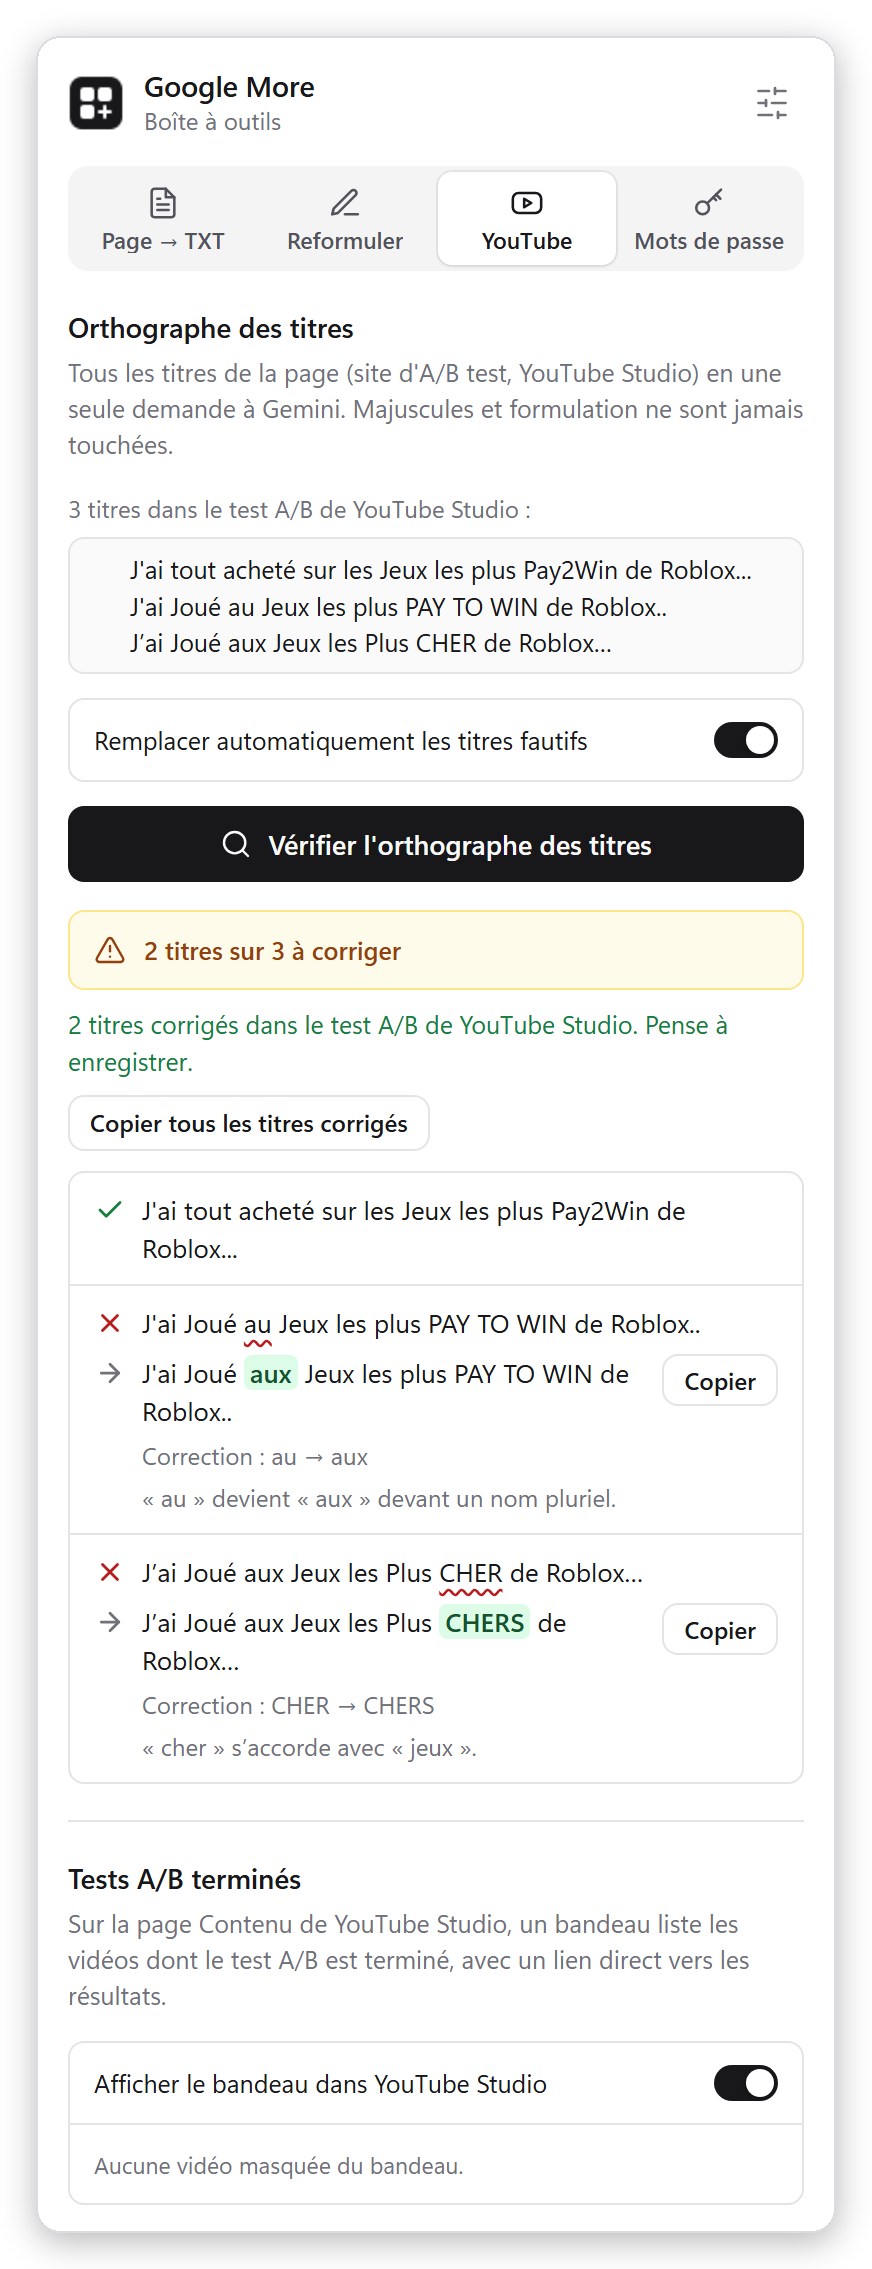 Google More
Boîte à outils
Page → TXT
Reformuler
YouTube
Mots de passe
Orthographe des titres
Tous les titres de la page (site d'A/B test, YouTube Studio) en une
seule demande à Gemini. Majuscules et formulation ne sont jamais
touchées.
3 titres dans le test A/B de YouTube Studio :
J'ai tout acheté sur les Jeux les plus Pay2Win de Roblox...
J'ai Joué au Jeux les plus PAY TO WIN de Roblox..
J’ai Joué aux Jeux les Plus CHER de Roblox...
Remplacer automatiquement les titres fautifs
Vérifier l'orthographe des titres
2 titres sur 3 à corriger
2 titres corrigés dans le test A/B de YouTube Studio. Pense à
enregistrer.
Copier tous les titres corrigés
J'ai tout acheté sur les Jeux les plus Pay2Win de
Roblox...
J'ai Joué au Jeux les plus PAY TO WIN de Roblox..
J'ai Joué aux Jeux les plus PAY TO WIN de
Roblox..
Copier
Correction : au → aux
« au » devient « aux » devant un nom pluriel.
J’ai Joué aux Jeux les Plus CHER de Roblox...
J’ai Joué aux Jeux les Plus CHERS de
Roblox...
Copier
Correction : CHER → CHERS
« cher » s’accorde avec « jeux ».
Tests A/B terminés
Sur la page Contenu de YouTube Studio, un bandeau liste les
vidéos dont le test A/B est terminé, avec un lien direct vers les
résultats.
Afficher le bandeau dans YouTube Studio
Aucune vidéo masquée du bandeau.